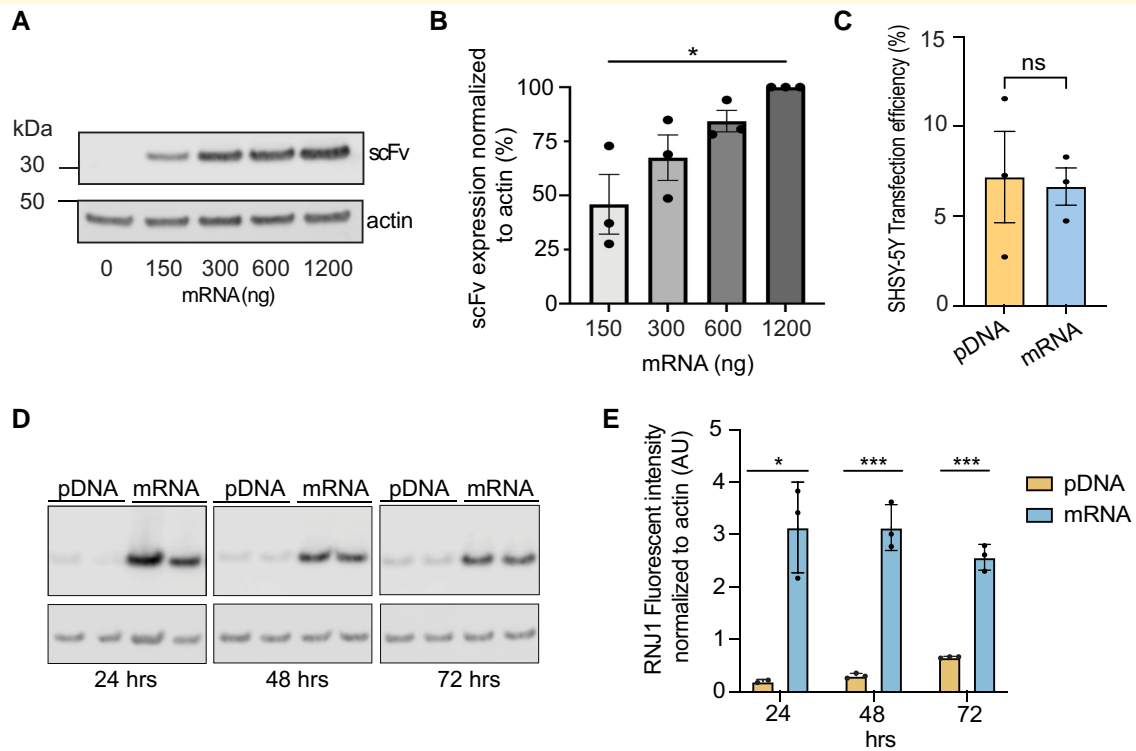 A
kDa
30
50
scFv
actin
0 150 300 600 1200
mRNA(ng)
B
scFv expression normalized
to actin (%)
100
75
50
25
0
*
150 300 600 1200
mRNA (ng)
C
SHSY-5Y Transfection efficiency (%)
15
10
5
0
ns
pDNA mRNA
D
pDNA mRNA pDNA mRNA pDNA mRNA
24 hrs 48 hrs 72 hrs
E
RNJ1 Fluorescent intensity
normalized to actin (AU)
5
4
3
2
1
0
* *** ***
24 48 72
hrs
pDNA
mRNA